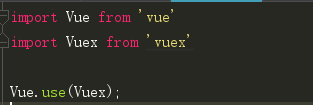 import Vue from 'vue'
import Vuex from 'vuex'
Vue.use(Vuex);